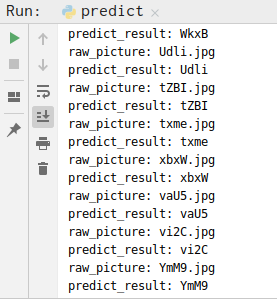 Run: predict ×
predict_result: WkxB
raw_picture: Udli.jpg
predict_result: Udli
raw_picture: tZBI.jpg
predict_result: tZBI
raw_picture: txme.jpg
predict_result: txme
raw_picture: xbxW.jpg
predict_result: xbxW
raw_picture: vaU5.jpg
predict_result: vaU5
raw_picture: vi2C.jpg
predict_result: vi2C
raw_picture: YmM9.jpg
predict_result: YmM9